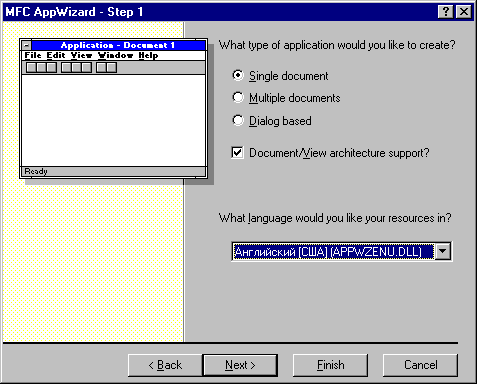 MFC AppWizard - Step 1
Application - Document 1
File Edit View Window Help
Ready
What type of application would you like to create?
Single document
Multiple documents
Dialog based
Document/View architecture support?
What language would you like your resources in?
Английский [США] (APPWZENU.DLL)
< Back
Next >
Finish
Cancel